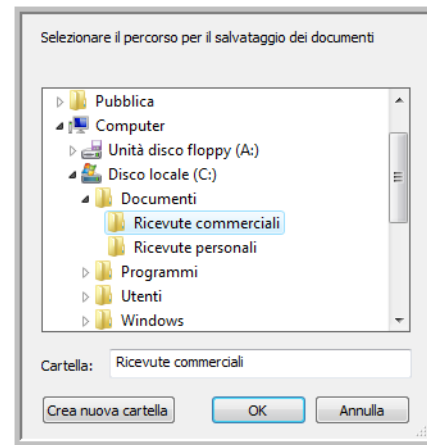 Selezionare il percorso per il salvataggio dei documenti
Pubblica
Computer
Unità disco floppy (A:)
Disco locale (C:)
Documenti
Ricevute commerciali
Ricevute personali
Programmi
Utenti
Windows
Cartella: Ricevute commerciali
Crea nuova cartella OK Annulla